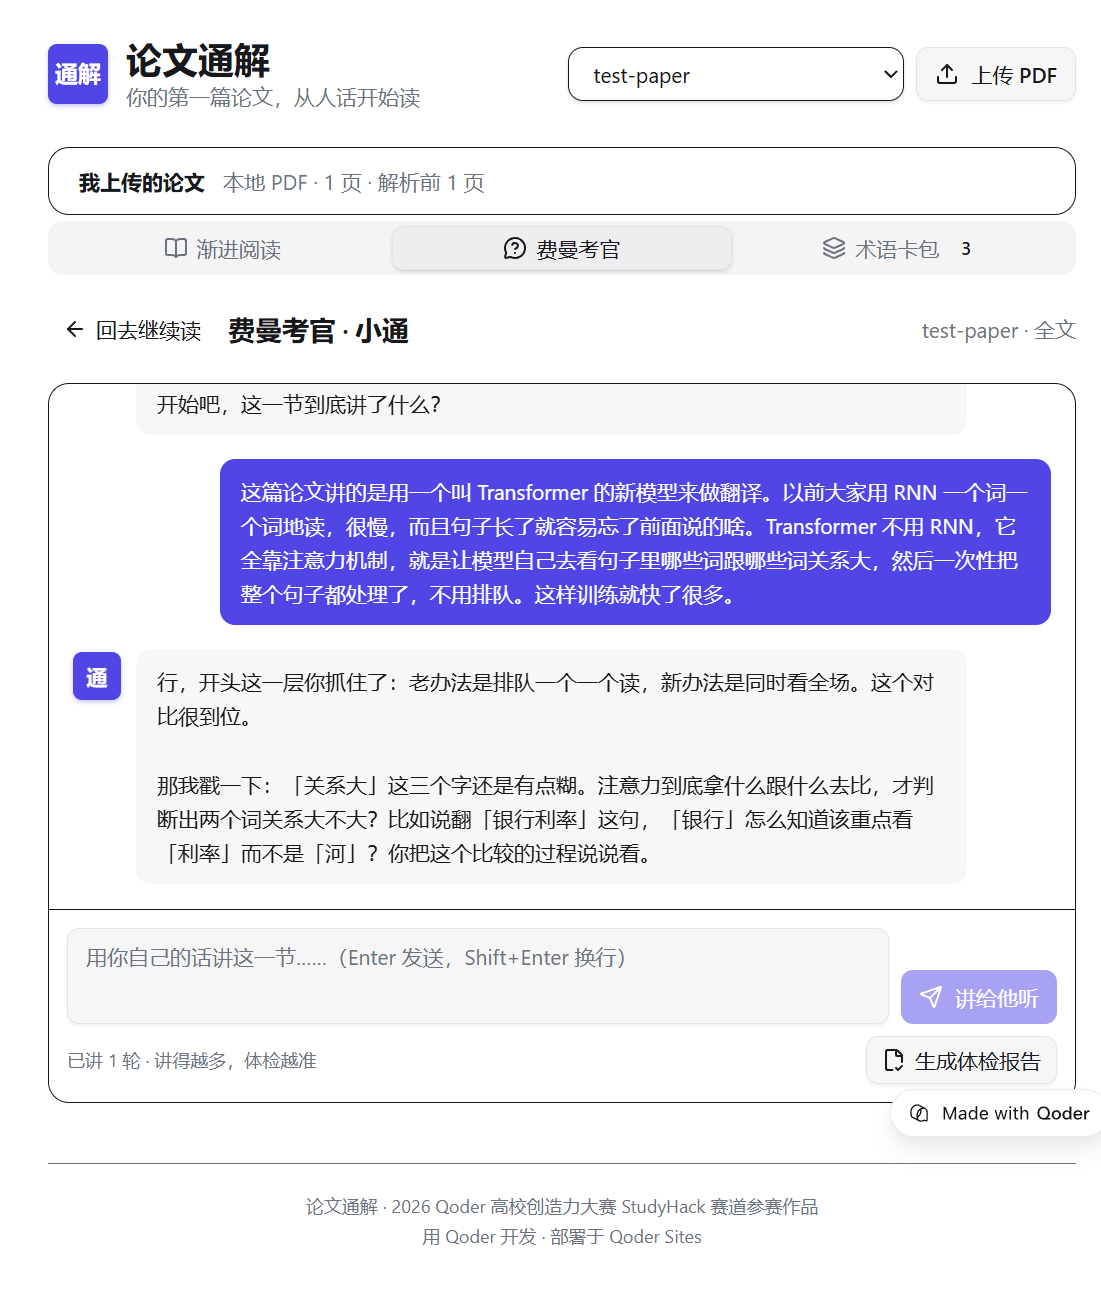 通解
论文通解
你的第一篇论文，从人话开始读
test-paper
上传 PDF
我上传的论文 本地 PDF · 1 页 · 解析前 1 页
渐进阅读
费曼考官
术语卡包 3
回去继续读
费曼考官 · 小通
test-paper · 全文
开始吧，这一节到底讲了什么？
这篇论文讲的是用一个叫 Transformer 的新模型来做翻译。以前大家用 RNN 一个词一
个词地读，很慢，而且句子长了就容易忘了前面说的啥。Transformer 不用 RNN，它
全靠注意力机制，就是让模型自己去看句子里哪些词跟哪些词关系大，然后一次性把
整个句子都处理了，不用排队。这样训练就快了很多。
通
行，开头这一层你抓住了：老办法是排队一个一个读，新办法是同时看全场。这个对
比很到位。
那我戳一下：「关系大」这三个字还是有点糊。注意力到底拿什么跟什么去比，才判
断出两个词关系大不大？比如说翻「银行利率」这句，「银行」怎么知道该重点看
「利率」而不是「河」？你把这个比较的过程说说看。
用你自己的话讲这一节……（Enter 发送，Shift+Enter 换行）
讲给他听
已讲 1 轮 · 讲得越多，体检越准
生成体检报告
Made with Qoder
论文通解 · 2026 Qoder 高校创造力大赛 StudyHack 赛道参赛作品
用 Qoder 开发 · 部署于 Qoder Sites